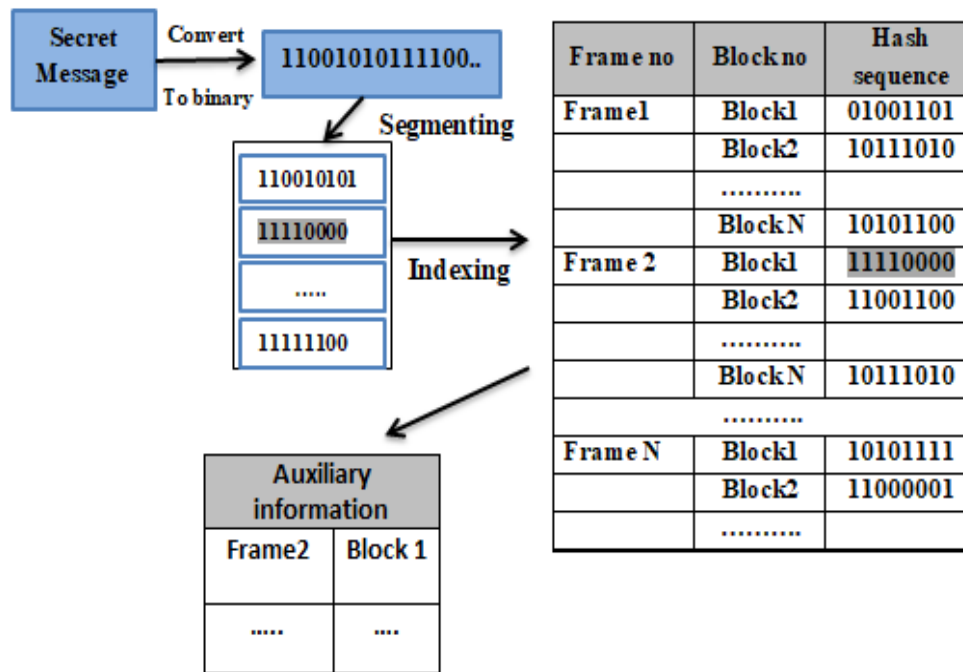 Secret
Message
Convert
To binary
11001010111100..
Segmenting
110010101
11110000
.....
11111100
Indexing
Frame no Block no Hash
sequence
Frame1 Block1 01001101
Block2 10111010
..........
Block N 10101100
Frame 2 Block1 11110000
Block2 11001100
..........
Block N 10111010
..........
Frame N Block1 10101111
Block2 11000001
..........
Auxiliary
information
Frame2 Block 1
..... ....